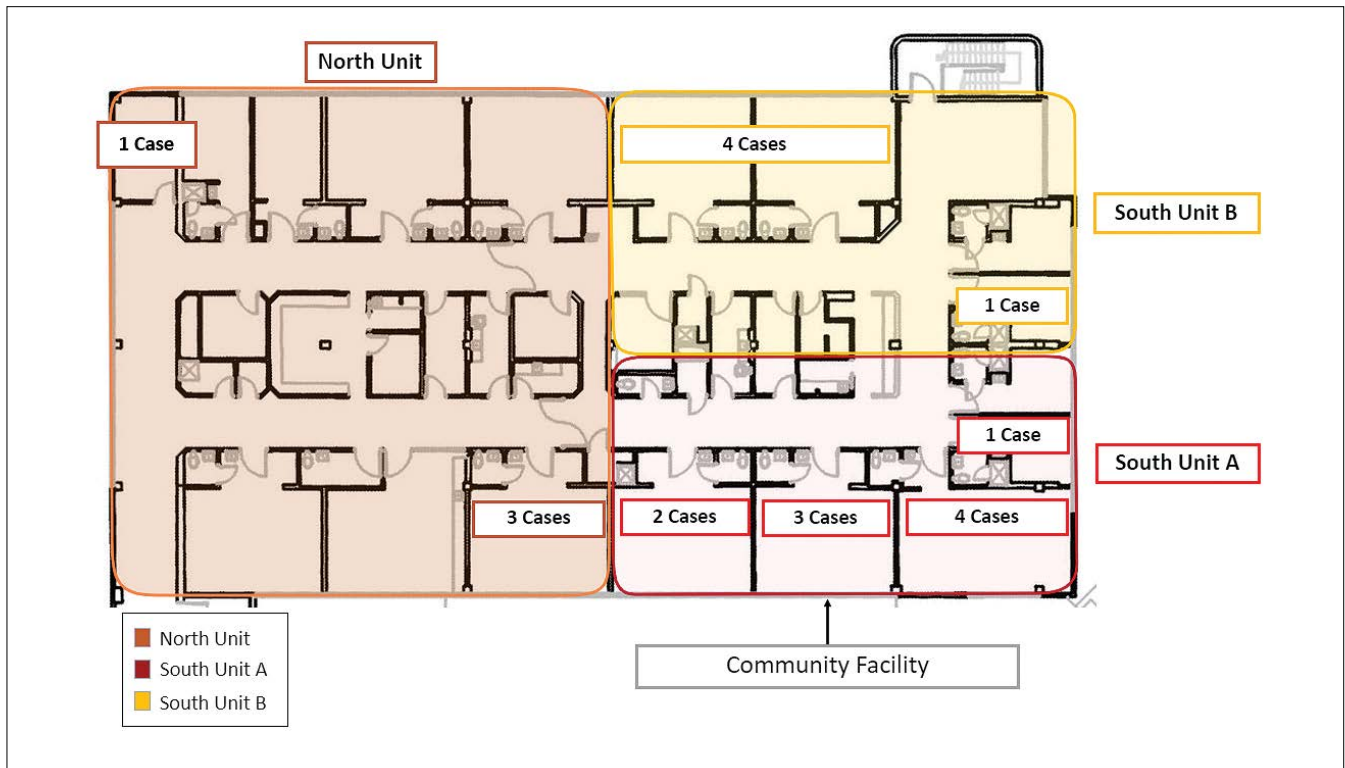 North Unit
1 Case
4 Cases
South Unit B
1 Case
1 Case
South Unit A
3 Cases
2 Cases
3 Cases
4 Cases
North Unit
South Unit A
South Unit B
Community Facility